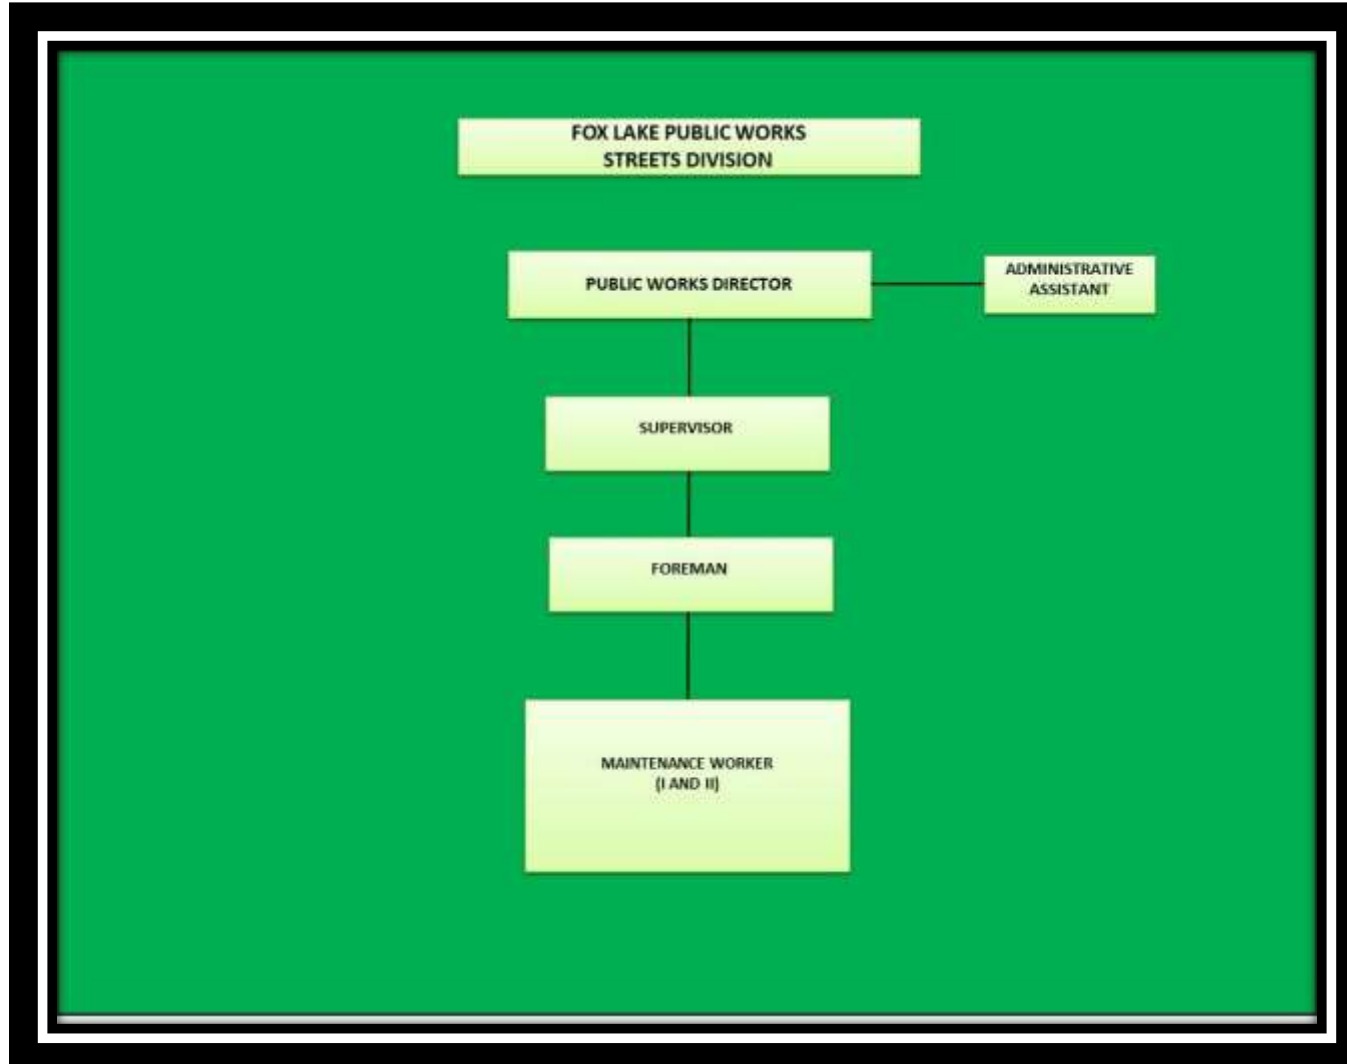 FOX LAKE PUBLIC WORKS
STREETS DIVISION
PUBLIC WORKS DIRECTOR
ADMINISTRATIVE
ASSISTANT
SUPERVISOR
FOREMAN
MAINTENANCE WORKER
(I AND II)